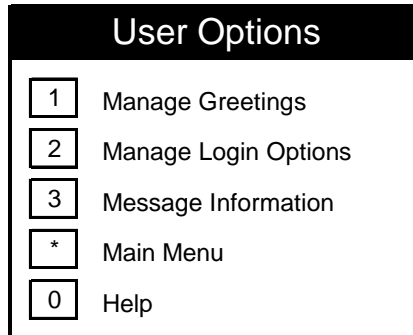 User Options
1 Manage Greetings
2 Manage Login Options
3 Message Information
* Main Menu
0 Help